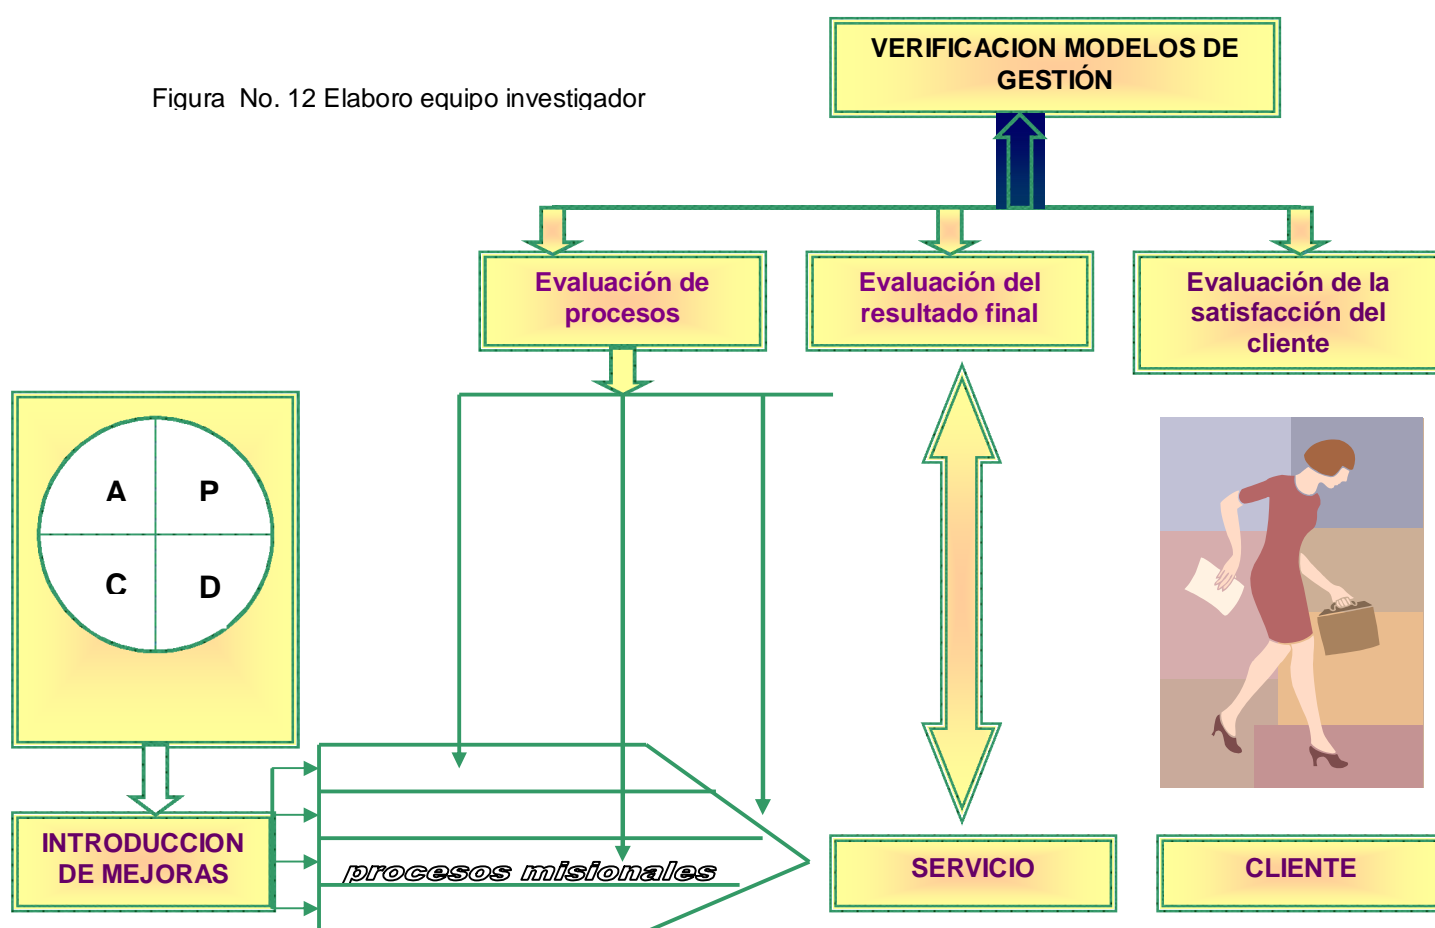 VERIFICACION MODELOS DE
GESTIÓN
Figura No. 12 Elaboro equipo investigador
Evaluación de
procesos
Evaluación del
resultado final
Evaluación de la
satisfacción del
cliente
A
P
C
D
INTRODUCCION
DE MEJORAS
procesos misionales
SERVICIO
CLIENTE